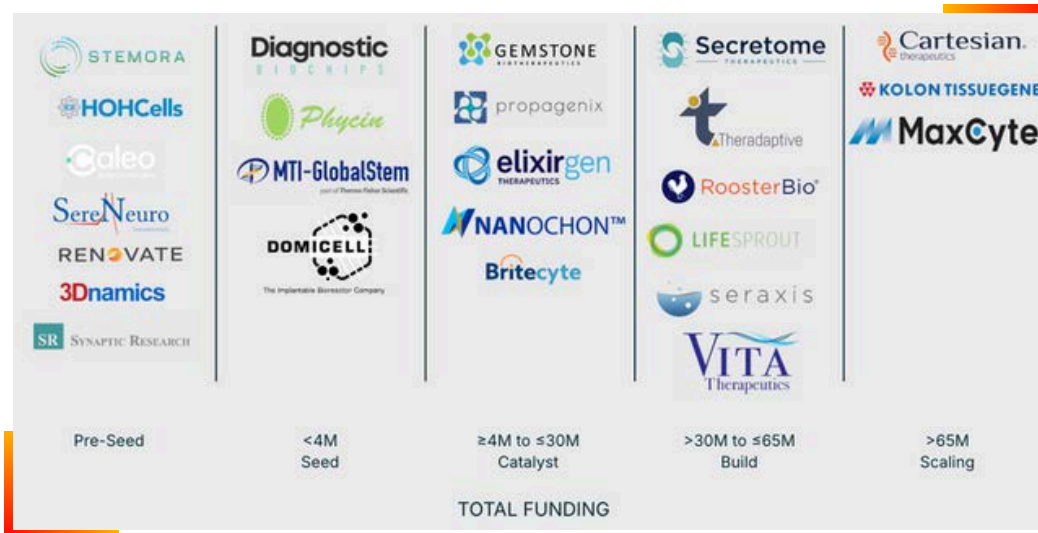 STEMORA
HOHCells
Caleo
SereNeuro
RENOVATE
3Dnamics
SR SYNAPTIC RESEARCH
Diagnostic
BIOCHIPS
Phycin
MTI-GlobalStem
part of Thermo Fisher Scientific
DOMICELL
The Implantable Bioreactor Company
GEMSTONE
BIOTHERAPEUTICS
propagenix
elixirgen
THERAPEUTICS
NANOCHON™
Britecyte
Secretome
THERAPEUTICS
Theradaptive
RoosterBio®
LIFESPROUT
seraxis
VITA
Therapeutics
Cartesian.
therapeutics
KOLON TISSUEGENE
MaxCyte
Pre-Seed
<4M
Seed
≥4M to ≤30M
Catalyst
>30M to ≤65M
Build
>65M
Scaling
TOTAL FUNDING